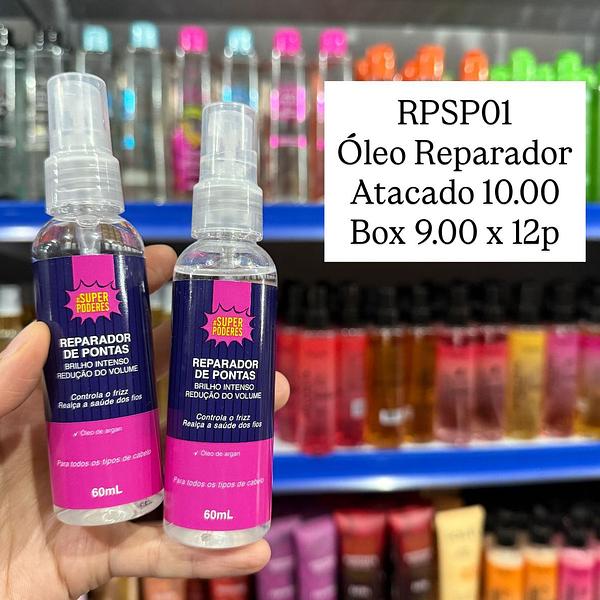 RPSP01
Óleo Reparador
Atacado 10.00
Box 9.00 x 12p
#SUPER
PODERES
REPARADOR
DE PONTAS
BRILHO INTENSO
REDUÇÃO DO VOLUME
Controla o frizz
Realça a saúde dos fios
✓ Óleo de argan
Para todos os tipos de cabelo
60mL
#SUPER
PODERES
REPARADOR
DE PONTAS
BRILHO INTENSO
REDUÇÃO DO VOLUME
Controla o frizz
Realça a saúde dos fios
✓ Óleo de argan
Para todos os tipos de cabelo
60mL